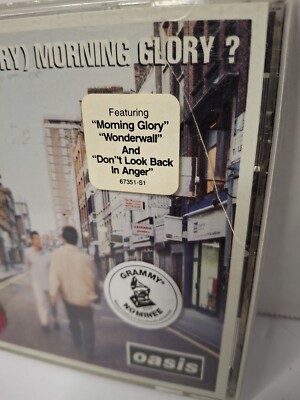 RY) MORNING GLORY ?
Featuring
"Morning Glory"
"Wonderwall"
And
"Don"t Look Back
In Anger"
67351-S1
GRAMMY
NOMINEE
oasis